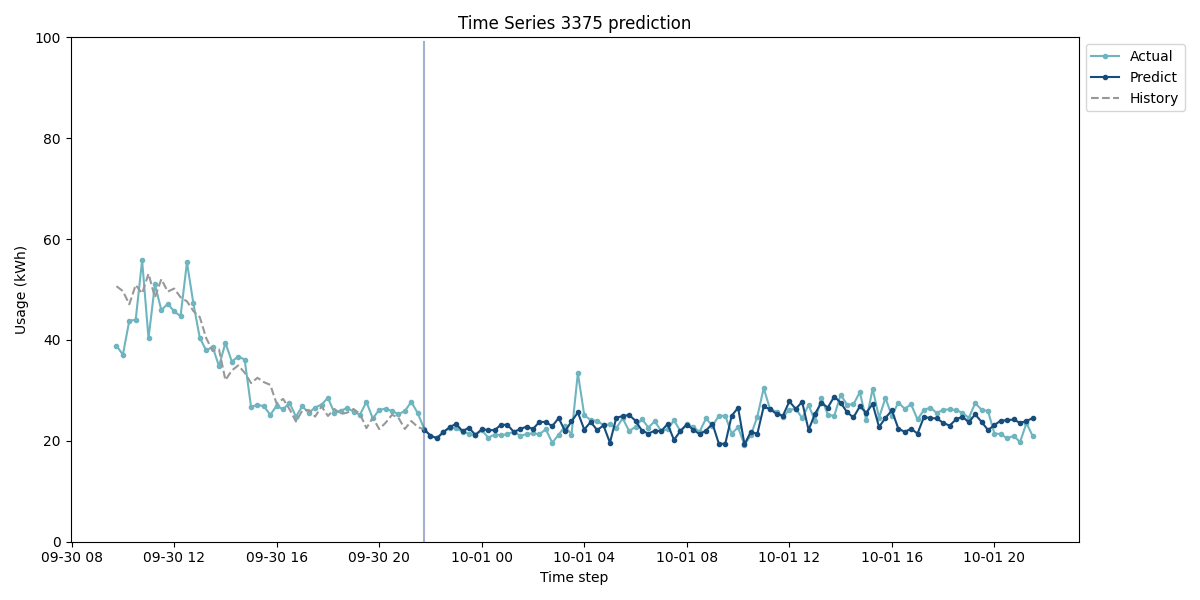 Time Series 3375 prediction
100
80
60
40
20
0
Usage (kWh)
09-30 08
09-30 12
09-30 16
09-30 20
10-01 00
10-01 04
10-01 08
10-01 12
10-01 16
10-01 20
Time step
Actual
Predict
History